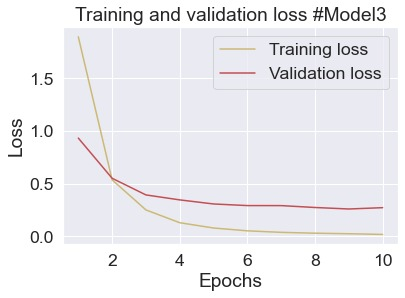 Training and validation loss #Model3
Training loss
Validation loss
Loss
1.5
1.0
0.5
0.0
2 4 6 8 10
Epochs